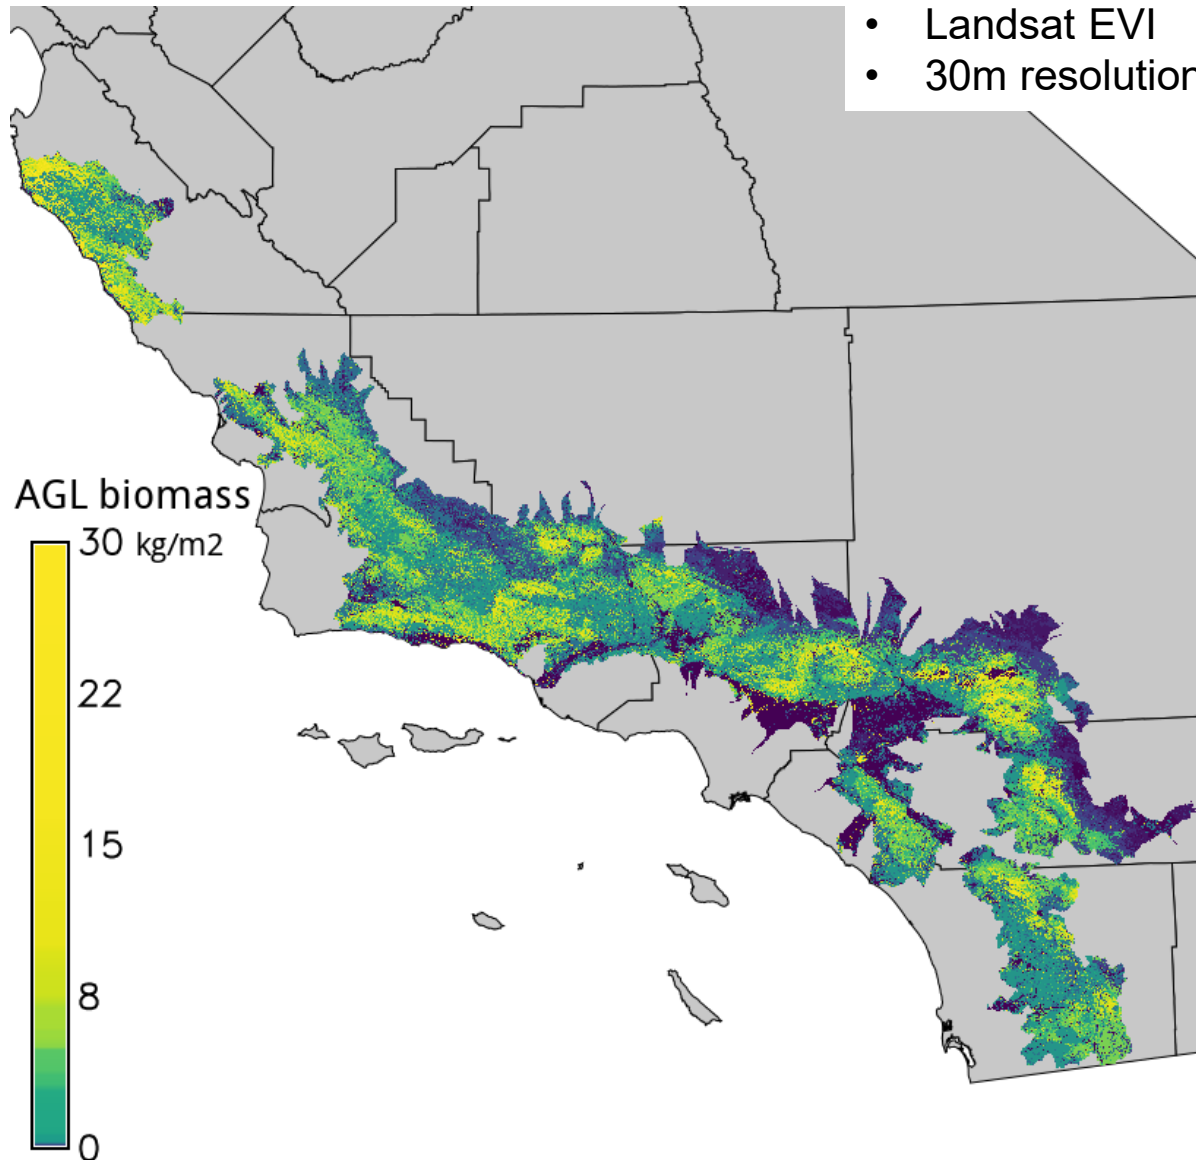 • Landsat EVI
• 30m resolution
AGL biomass
30 kg/m2
22
15
8
0